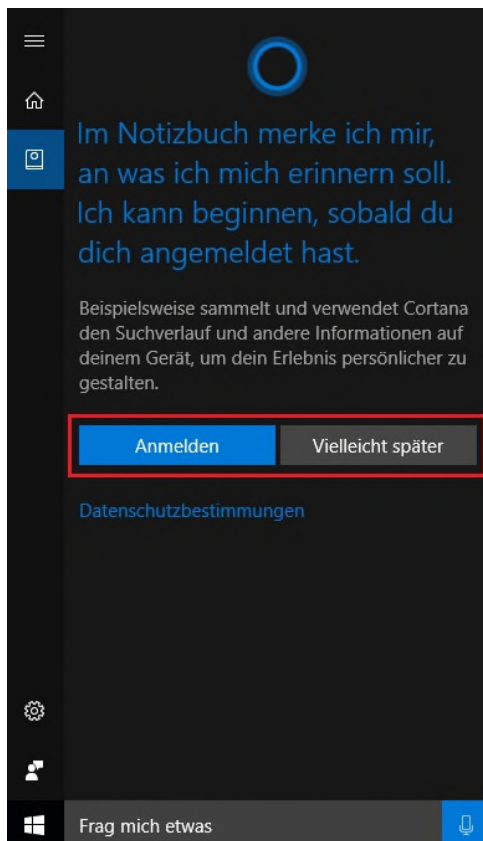 Im Notizbuch merke ich mir,
an was ich mich erinnern soll.
Ich kann beginnen, sobald du
dich angemeldet hast.
Beispielsweise sammelt und verwendet Cortana
den Suchverlauf und andere Informationen auf
deinem Gerät, um dein Erlebnis persönlicher zu
gestalten.
Anmelden Vielleicht später
Datenschutzbestimmungen
Frag mich etwas